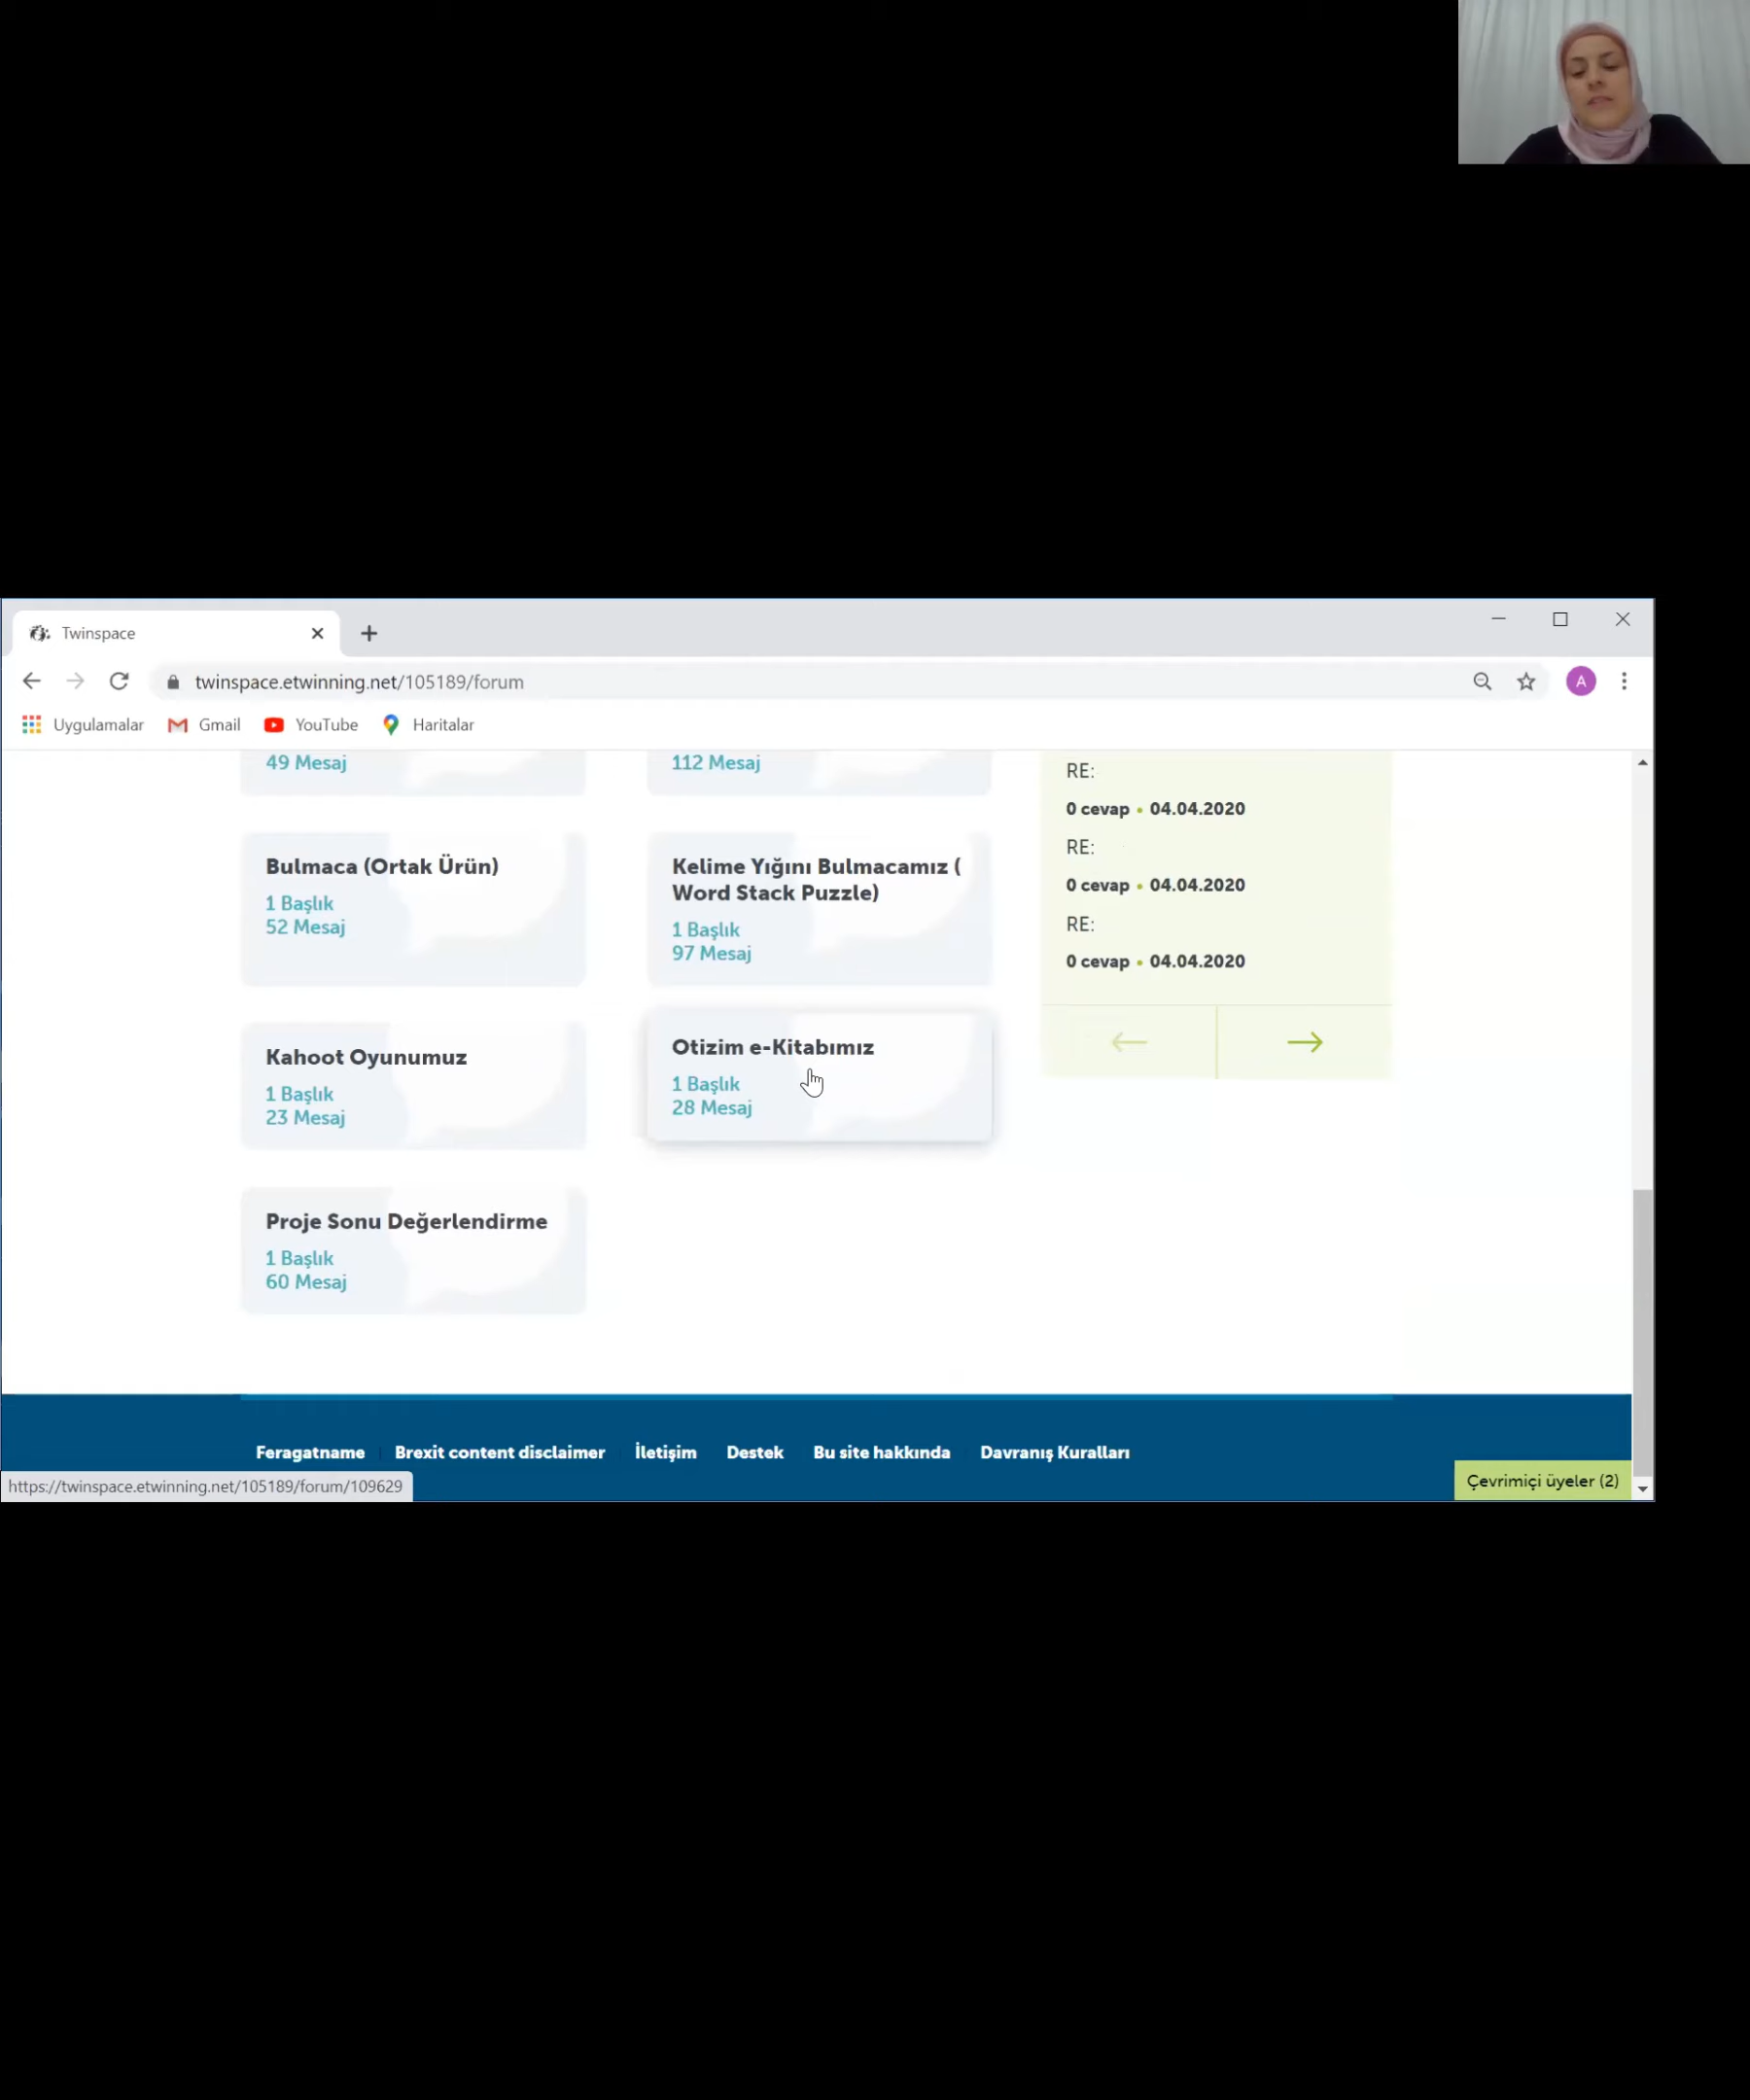 Twinspace
twinspace.etwinning.net/105189/forum
A
Uygulamalar
Gmail
YouTube
Haritalar
49 Mesaj
112 Mesaj
Bulmaca (Ortak Ürün)
1 Başlık
52 Mesaj
Kelime Yığını Bulmacamız (
Word Stack Puzzle)
1 Başlık
97 Mesaj
Kahoot Oyunumuz
1 Başlık
23 Mesaj
Otizim e-Kitabımız
1 Başlık
28 Mesaj
Proje Sonu Değerlendirme
1 Başlık
60 Mesaj
RE:
0 cevap • 04.04.2020
RE:
0 cevap • 04.04.2020
RE:
0 cevap • 04.04.2020
Feragatname
Brexit content disclaimer
İletişim
Destek
Bu site hakkında
Davranış Kuralları
https://twinspace.etwinning.net/105189/forum/109629
Çevrimiçi üyeler (2)